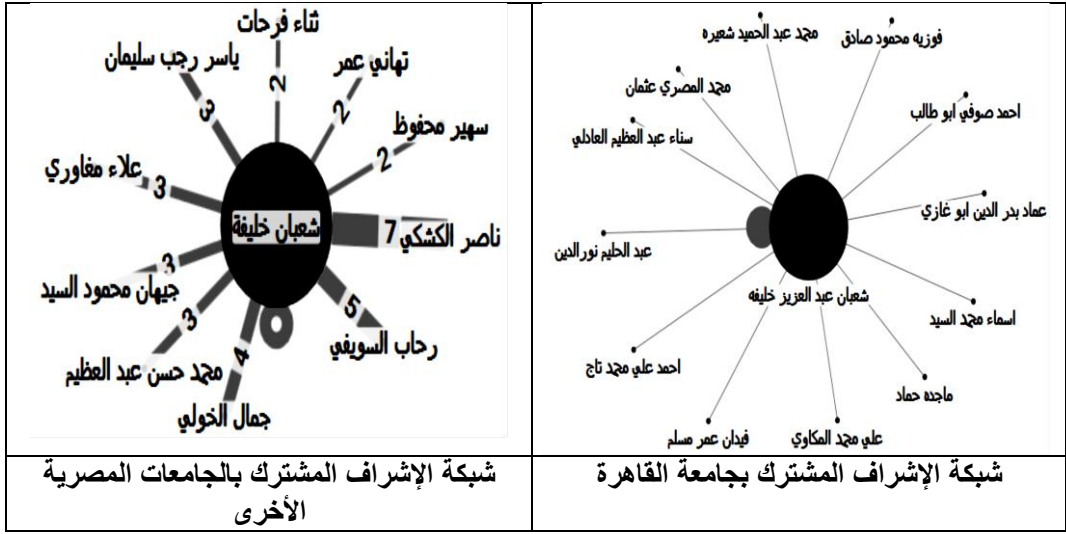 محمد عبد الحميد شعيره
فوزيه محمود صادق
محمد المصري عثمان
احمد صوفي ابو طالب
سناء عبد العظيم العادلي
عماد بدر الدين ابو غازي
عبد الحليم نور الدين
شعبان عبد العزيز خليفه
اسماء محمد السيد
احمد علي محمد تاج
ماجده حماد
علي محمد المكاوي
فيدان عمر مسلم
شبكة الإشراف المشترك بجامعة القاهرة
ثناء فرحات
ياسر رجب سليمان
تهاني عمر
2
3
2
سهير محفوظ
2
علاء مغاوري
3
شعبان خليفة
7
ناصر الكشكي
3
جيهان محمود السيد
3
5
رحاب السويفي
4
محمد حسن عبد العظيم
جمال الخولي
شبكة الإشراف المشترك بالجامعات المصرية
الأخرى